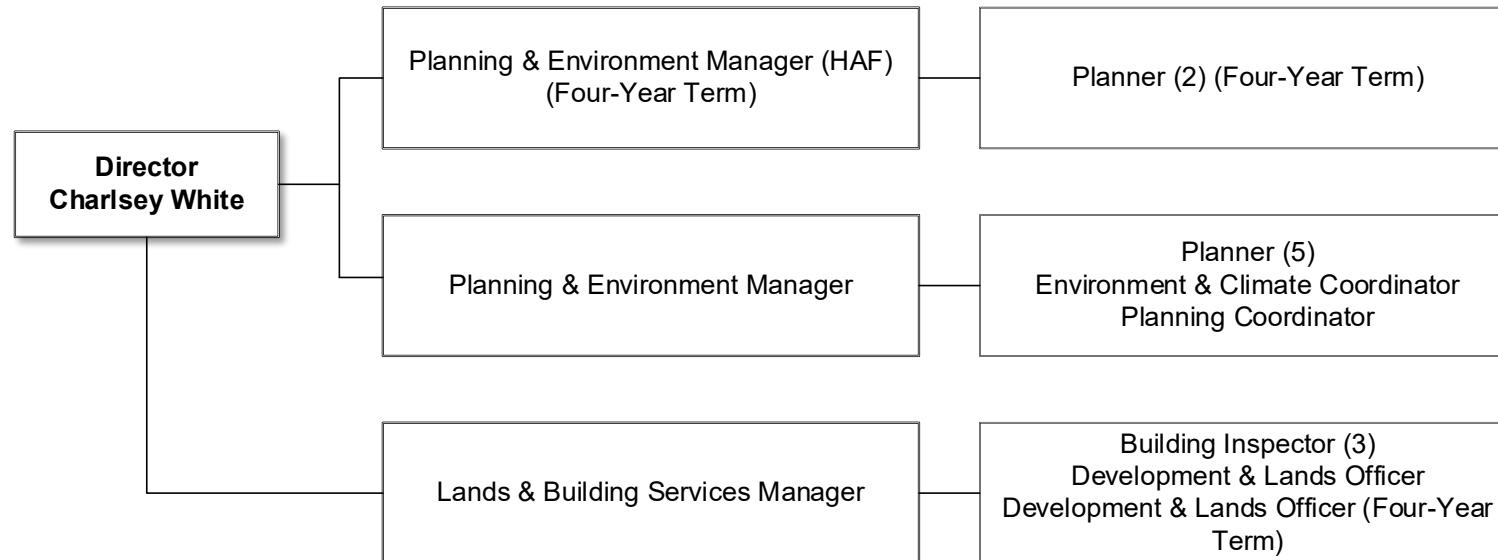 Director
Charlsey White
Planning & Environment Manager (HAF)
(Four-Year Term)
Planner (2) (Four-Year Term)
Planning & Environment Manager
Planner (5)
Environment & Climate Coordinator
Planning Coordinator
Lands & Building Services Manager
Building Inspector (3)
Development & Lands Officer
Development & Lands Officer (Four-Year
Term)